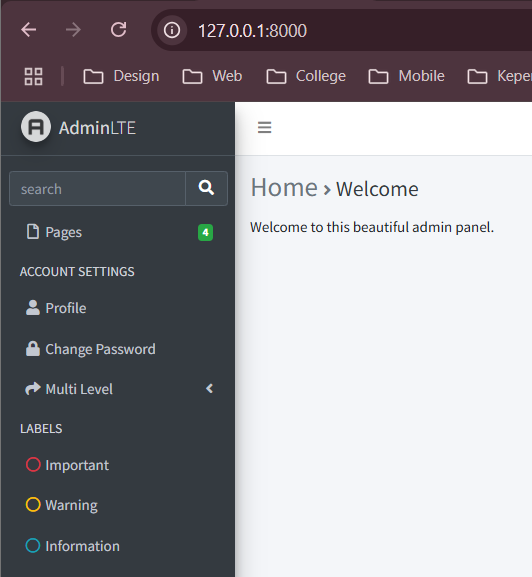 127.0.0.1:8000
Design Web College Mobile
AdminLTE
search
Pages 4
ACCOUNT SETTINGS
Profile
Change Password
Multi Level
LABELS
Important
Warning
Information
Home > Welcome
Welcome to this beautiful admin panel.